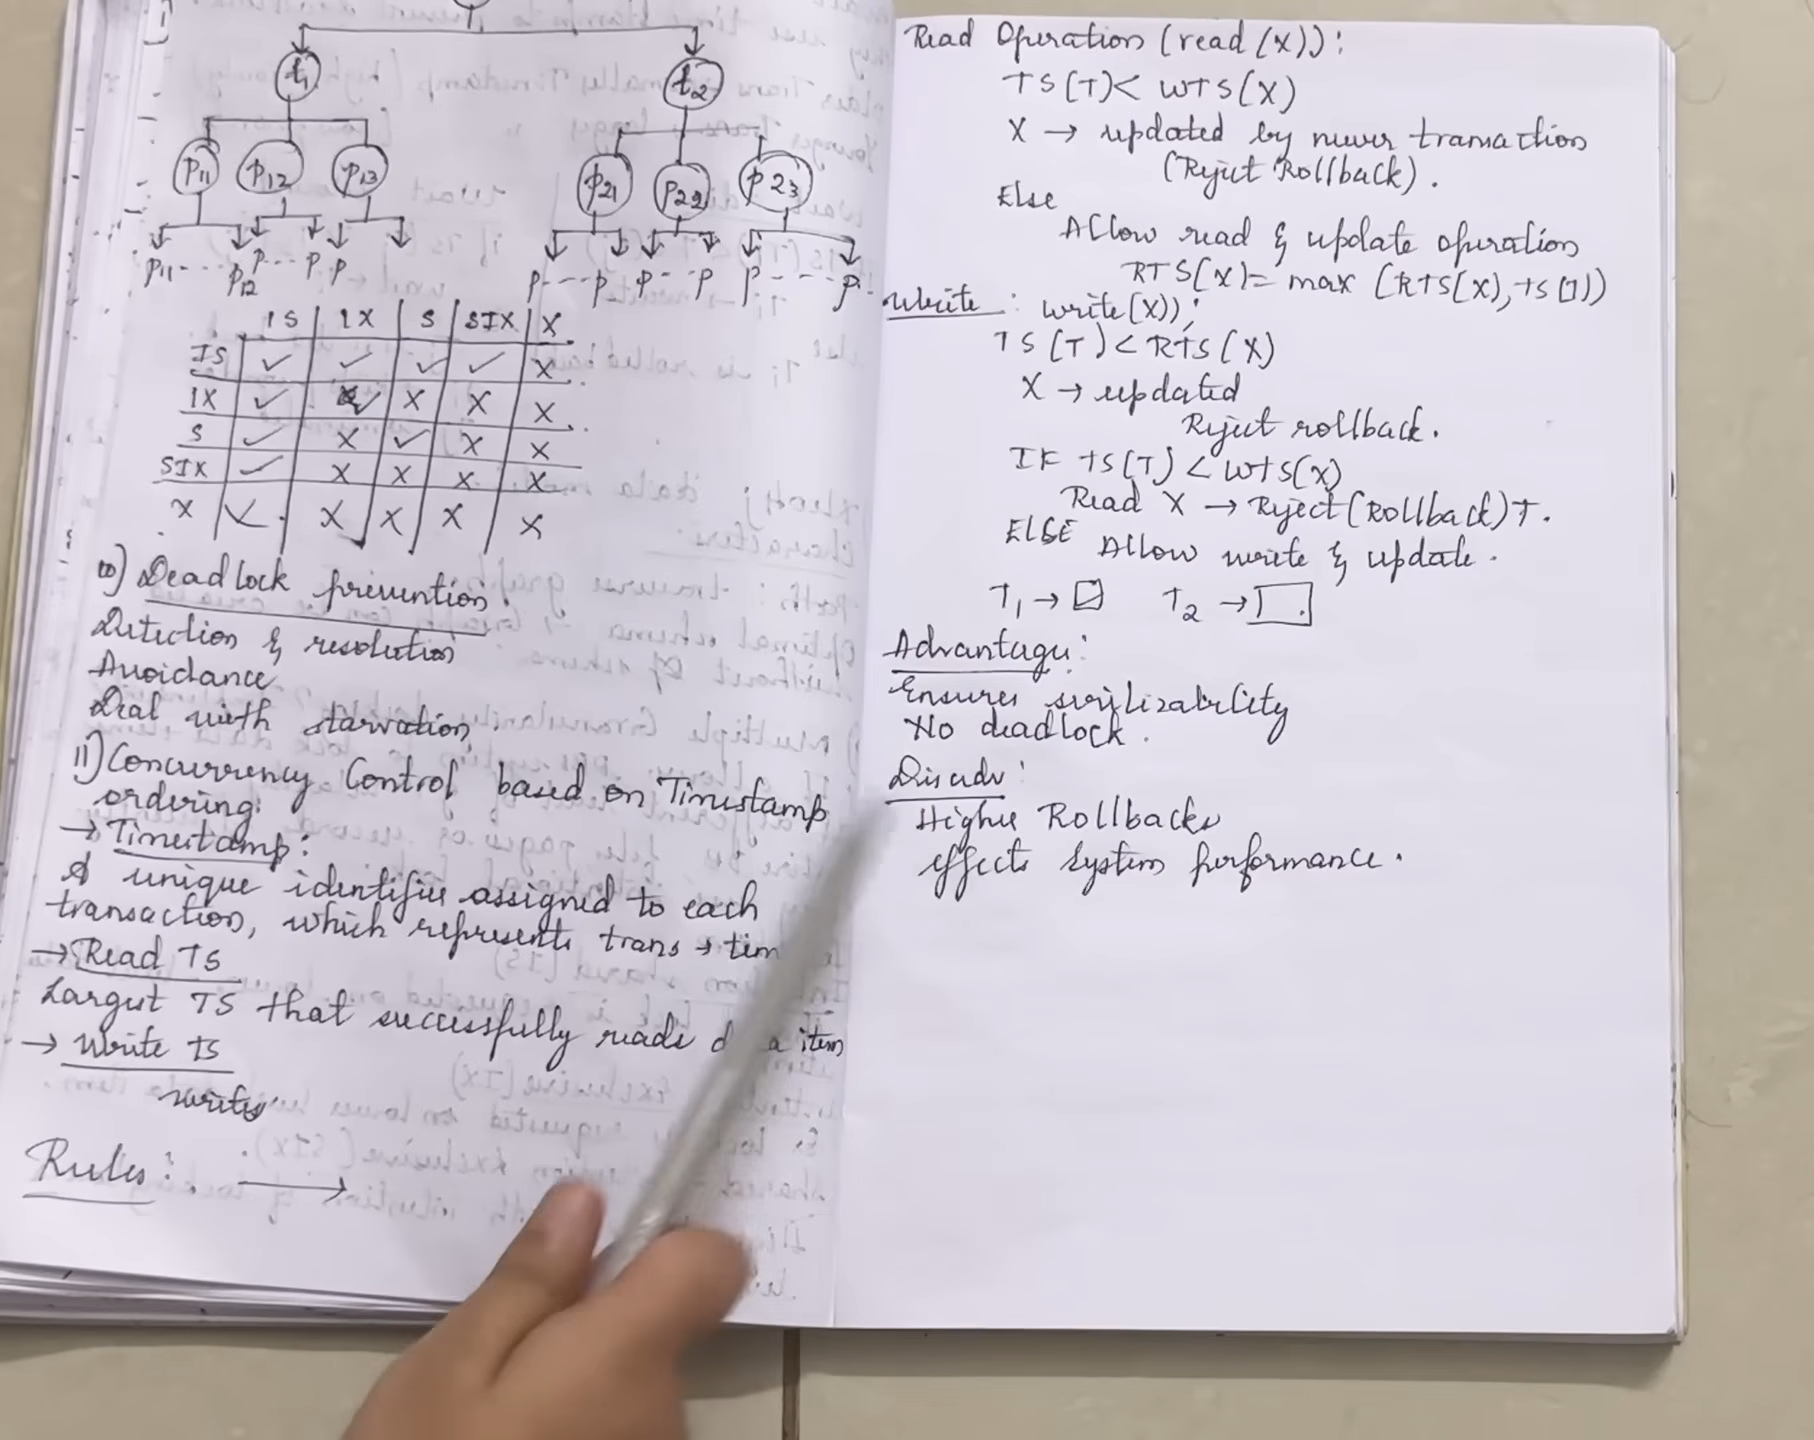 t1 t2
P11 P12 P13 P21 P22 P23
P11 - - - P12 P - - - P P P - - - P P - - P P - - - P
IS | IX | S | SIX | X
IS ✓ ✓ ✓ ✓ X
IX ✓ ✓ X X X
S ✓ X ✓ X X
SIX ✓ X X X X
X ✓ X X X X
10) Deadlock prevention.
Detection & resolution
Avoidance
Deal with starvation.
11) Concurrency Control based on Timestamp
ordering:
→ Timestamp:
A unique identifier assigned to each
transaction, which represents trans → tim
→ Read TS
Largest TS that successfully reads d a item
→ Write TS
writes
Rules: →
Read Operation (read (X)):
TS(T) < WTS(X)
X → updated by newer transaction
(Reject Rollback).
Else
Allow read & update operation
RTS(X) = max (RTS(X), TS(T))
Write: write(X));
TS(T) < RTS(X)
X → updated
Reject rollback.
IF TS(T) < WTS(X)
Read X → Reject (Rollback) T.
ELSE Allow write & update.
T1 → T2 →
Advantage:
Ensures serilizability
No deadlock.
Disadv:
Higher Rollbacks
effects system performance.